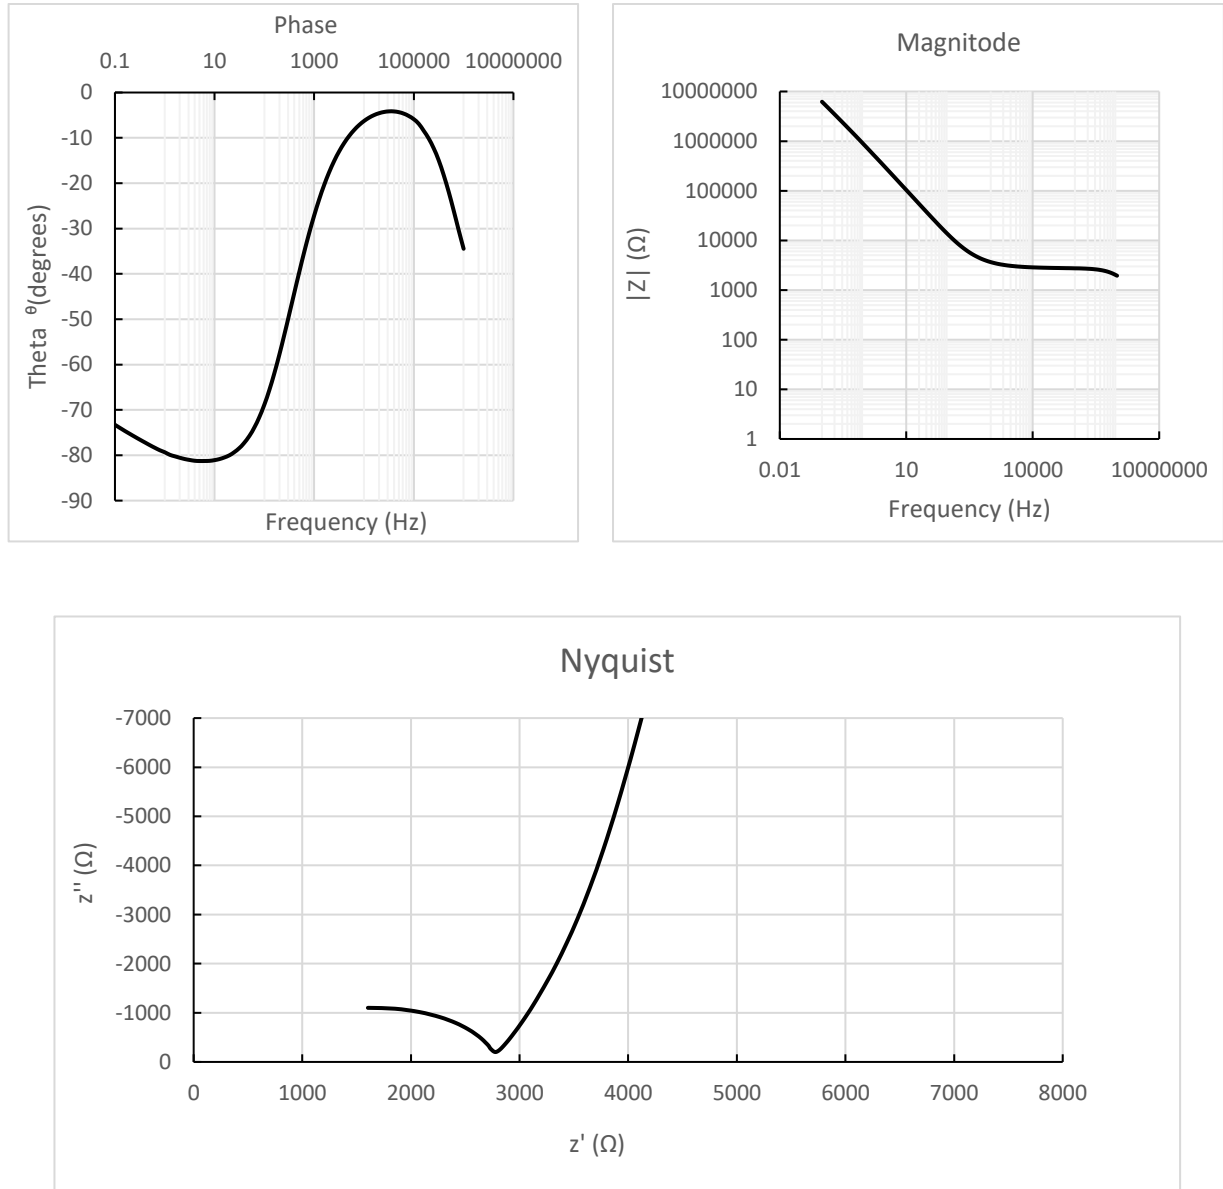 Phase
0.1 10 1000 100000 10000000
0
-10
-20
-30
-40
-50
-60
-70
-80
-90
Theta θ(degrees)
Frequency (Hz)
Magnitode
10000000
1000000
100000
10000
1000
100
10
1
0.01 10 10000 10000000
|Z| (Ω)
Frequency (Hz)
Nyquist
-7000
-6000
-5000
-4000
-3000
-2000
-1000
0
0 1000 2000 3000 4000 5000 6000 7000 8000
z'' (Ω)
z' (Ω)